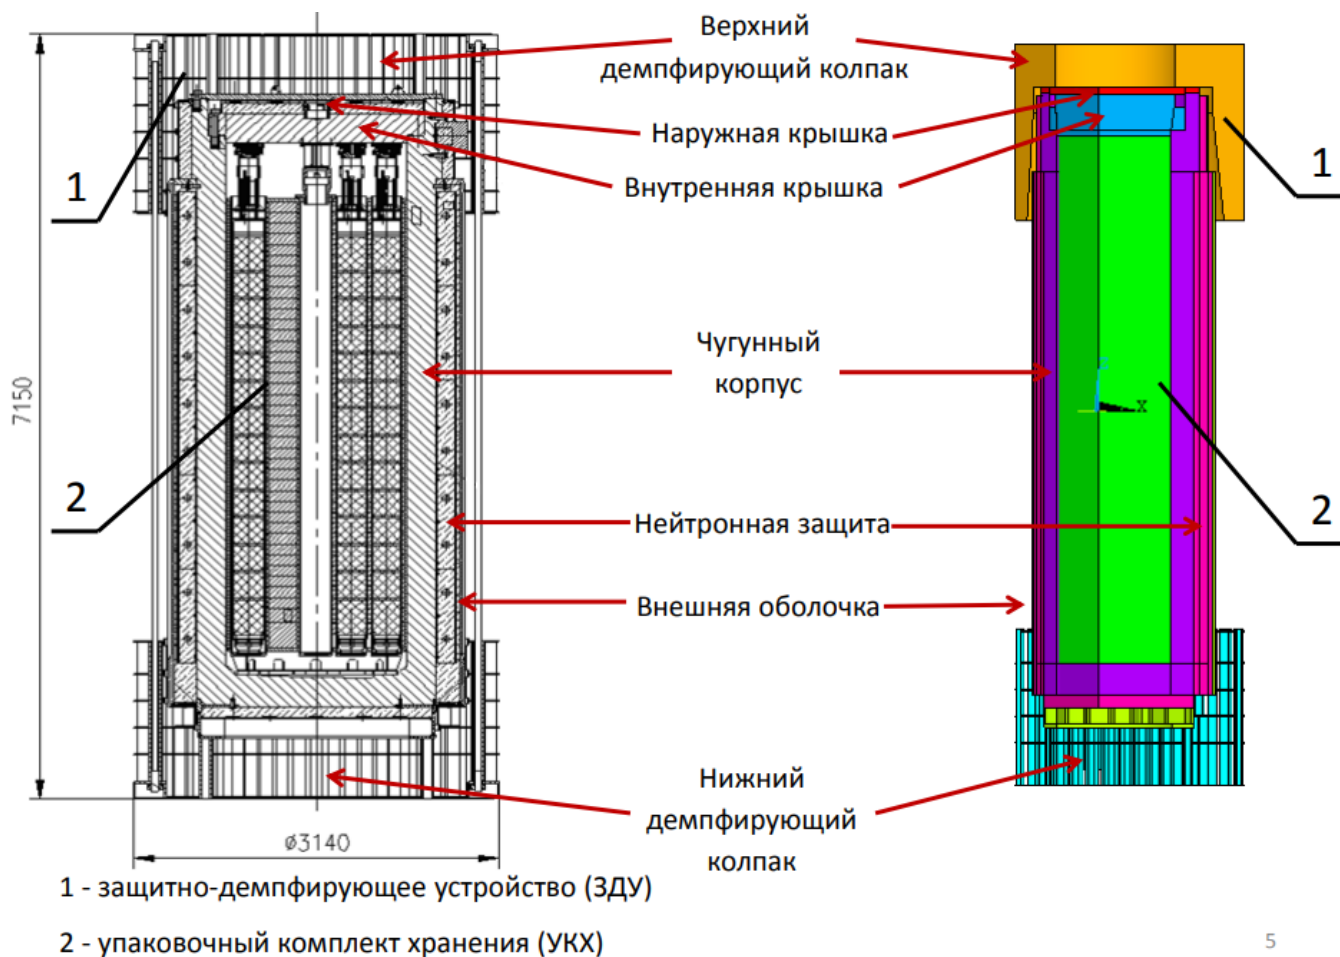 Верхний
демпфирующий колпак
Наружная крышка
Внутренняя крышка
1
1
7150
Чугунный
корпус
X
2
2
Нейтронная защита
Внешняя оболочка
Нижний
демпфирующий
колпак
⌀3140
1 - защитно-демпфирующее устройство (ЗДУ)
2 - упаковочный комплект хранения (УКХ)
5